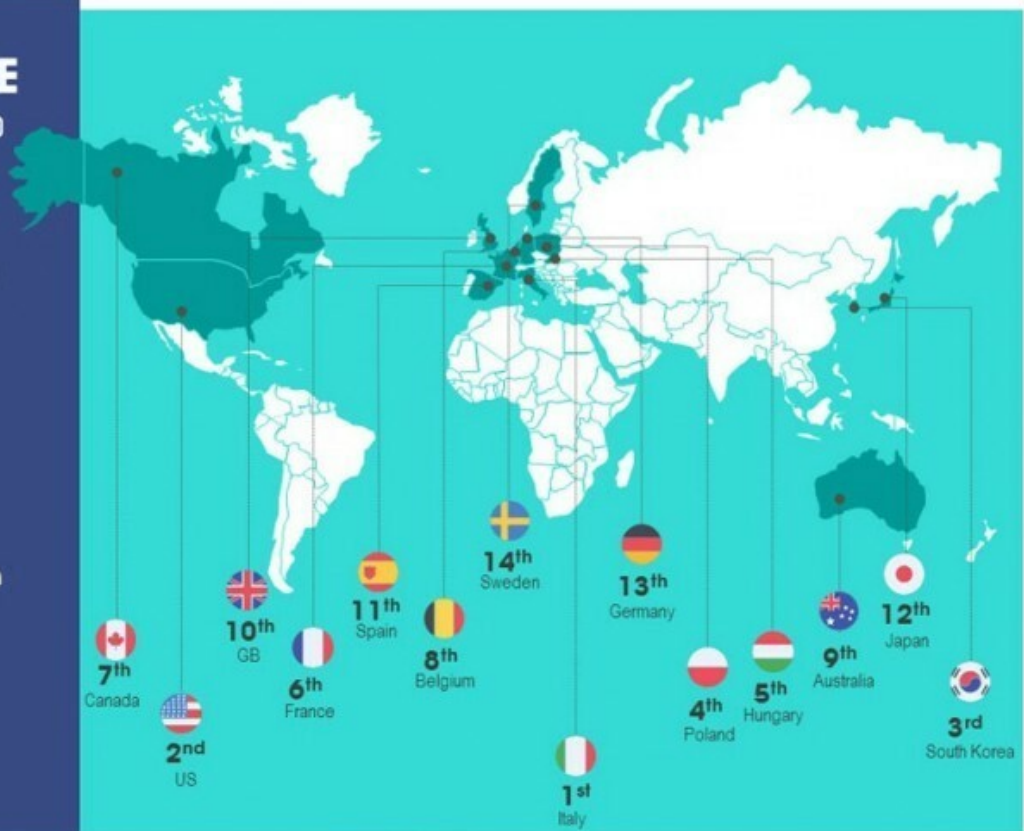 E
7th
Canada
2nd
US
10th
GB
6th
France
11th
Spain
8th
Belgium
14th
Sweden
1st
Italy
13th
Germany
4th
Poland
5th
Hungary
9th
Australia
12th
Japan
3rd
South Korea